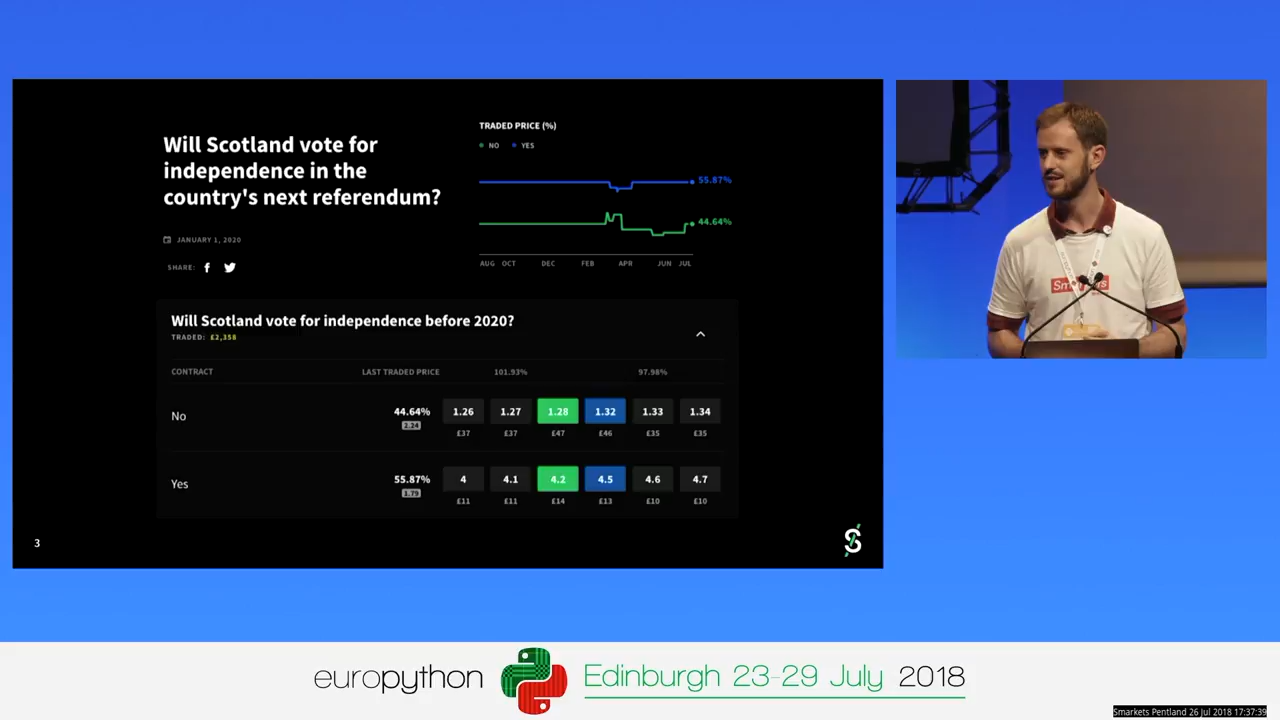 Will Scotland vote for
independence in the
country's next referendum?
JANUARY 1, 2020
SHARE:
TRADED PRICE (%)
NO YES
55.87%
44.64%
AUG OCT DEC FEB APR JUN JUL
Will Scotland vote for independence before 2020?
TRADED: £2,358
CONTRACT LAST TRADED PRICE 101.93% 97.98%
No 44.64% 1.26 1.27 1.28 1.32 1.33 1.34
2.24 £37 £37 £47 £46 £35 £35
Yes 55.87% 4 4.1 4.2 4.5 4.6 4.7
1.79 £11 £11 £14 £13 £10 £10
3
S
europython Edinburgh 23-29 July 2018
Smarkets Pentland 26 Jul 2018 17:37:39